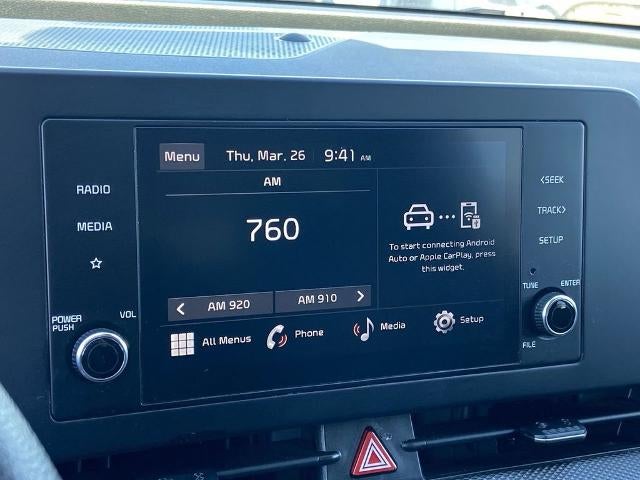 Menu Thu, Mar. 26 9:41 AM
AM
760
< AM 920 AM 910 >
To start connecting Android
Auto or Apple CarPlay, press
this widget.
All Menus Phone Media Setup
RADIO
MEDIA
POWER
PUSH
VOL
<SEEK
TRACK>
SETUP
TUNE
ENTER
FILE